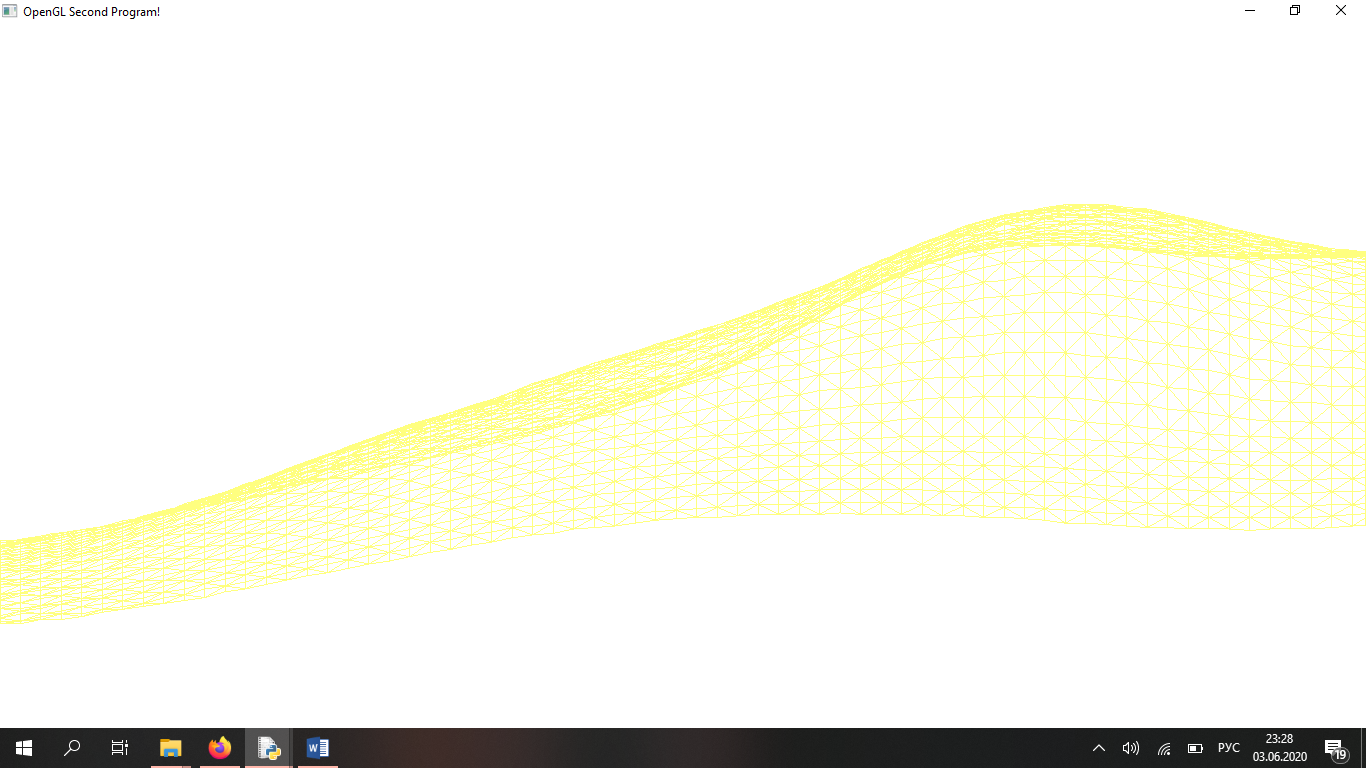 OpenGL Second Program!
W
РУС
23:28
03.06.2020
19